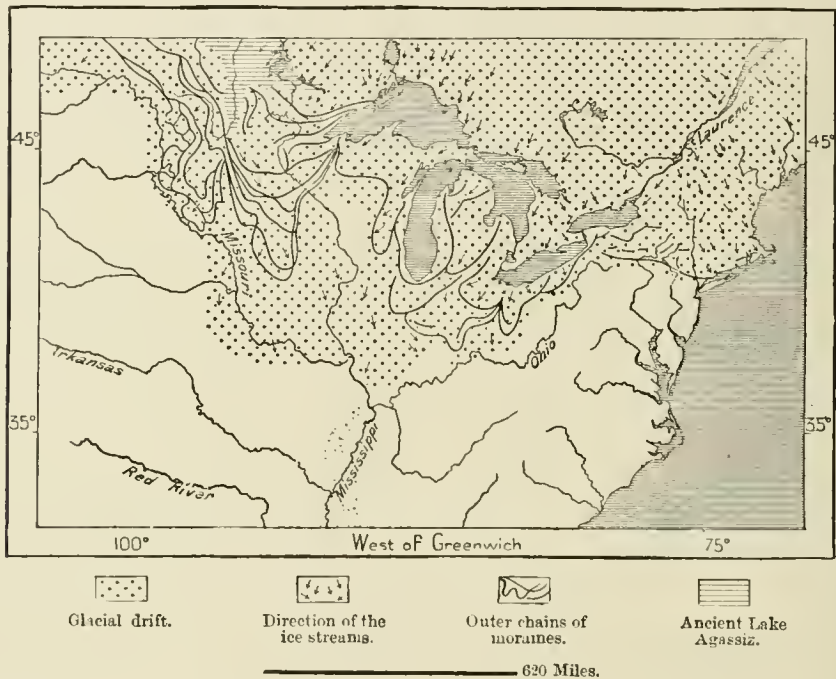 45°
45°
St Laurence
Missouri
Ohio
Arkansas
35°
35°
Mississippi
Red River
100°
West of Greenwich
75°
Glacial drift.
Direction of the
ice streams.
Outer chains of
moraines.
Ancient Lake
Agassiz.
620 Miles.